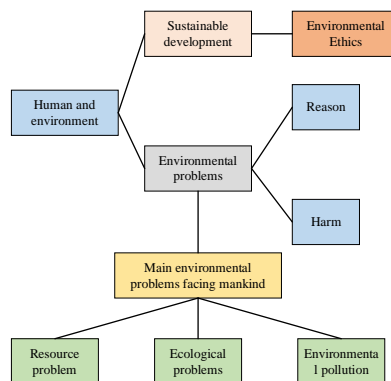 Sustainable
development
Environmental
Ethics
Human and
environment
Reason
Environmental
problems
Harm
Main environmental
problems facing mankind
Resource
problem
Ecological
problems
Environmenta
l pollution